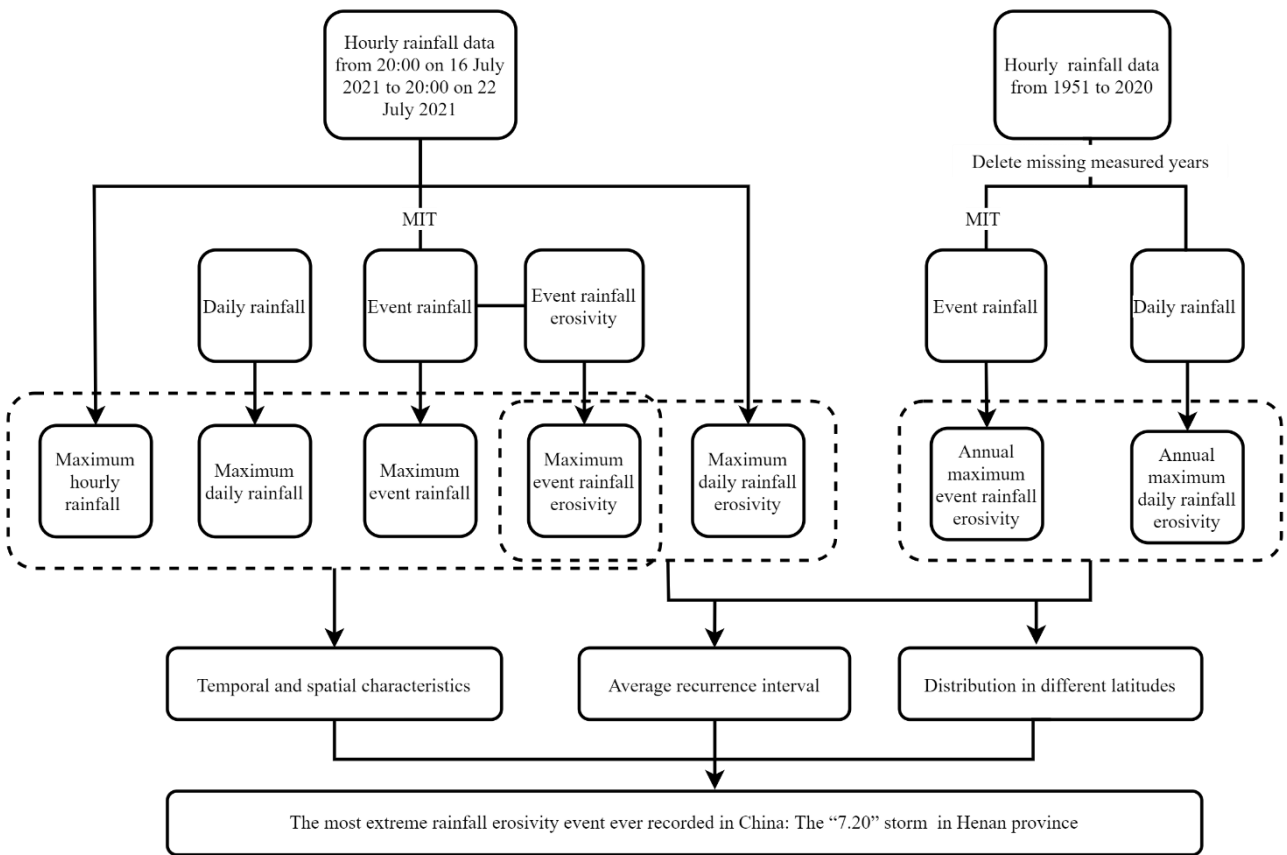 Hourly rainfall data
from 20:00 on 16 July
2021 to 20:00 on 22
July 2021
Hourly rainfall data
from 1951 to 2020
Delete missing measured years
MIT
MIT
Daily rainfall
Event rainfall
Event rainfall
erosivity
Event rainfall
Daily rainfall
Maximum
hourly
rainfall
Maximum
daily rainfall
Maximum
event rainfall
Maximum
event rainfall
erosivity
Maximum
daily rainfall
erosivity
Annual
maximum
event rainfall
erosivity
Annual
maximum
daily rainfall
erosivity
Temporal and spatial characteristics
Average recurrence interval
Distribution in different latitudes
The most extreme rainfall erosivity event ever recorded in China: The “7.20” storm in Henan province